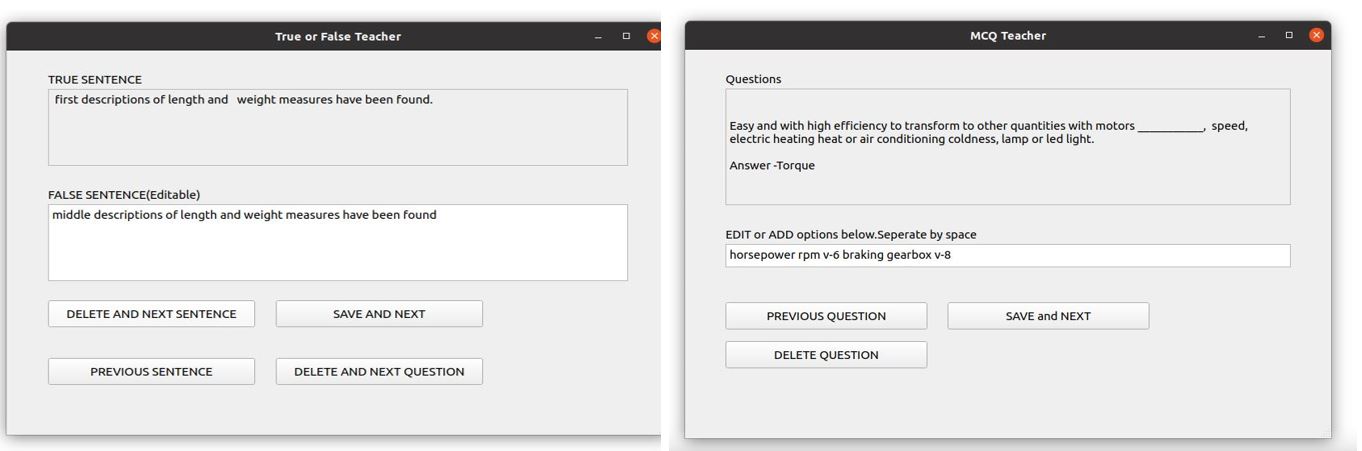 True or False Teacher
TRUE SENTENCE
first descriptions of length and   weight measures have been found.
FALSE SENTENCE(Editable)
middle descriptions of length and weight measures have been found
DELETE AND NEXT SENTENCE
SAVE AND NEXT
PREVIOUS SENTENCE
DELETE AND NEXT QUESTION
MCQ Teacher
Questions
Easy and with high efficiency to transform to other quantities with motors ___________,  speed,
electric heating heat or air conditioning coldness, lamp or led light.
Answer -Torque
EDIT or ADD options below.Seperate by space
horsepower rpm v-6 braking gearbox v-8
PREVIOUS QUESTION
SAVE and NEXT
DELETE QUESTION